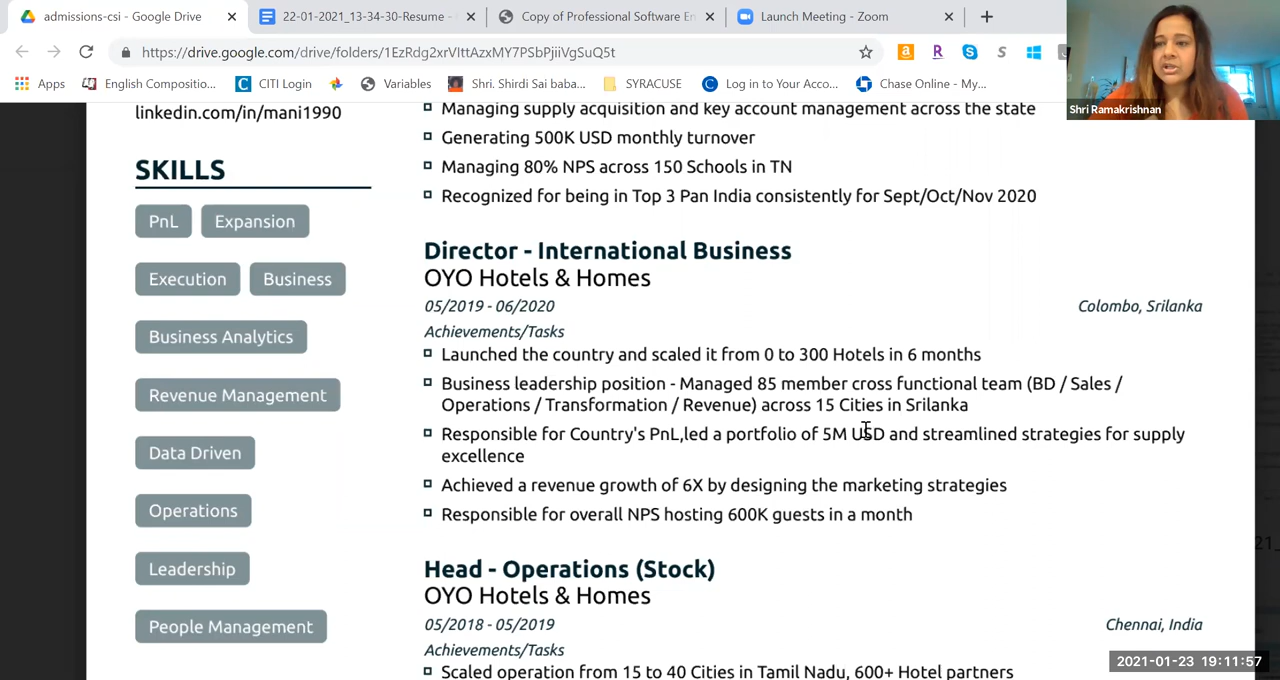 admissions-csi - Google Drive
22-01-2021_13-34-30-Resume -
Copy of Professional Software En
Launch Meeting - Zoom
https://drive.google.com/drive/folders/1EzRdg2xrVIttAzxMY7PSbPjiiVgSuQ5t
Apps
English Compositio...
CITI Login
Variables
Shri. Shirdi Sai baba...
SYRACUSE
Log in to Your Acco...
Chase Online - My...
Shri Ramakrishnan
linkedin.com/in/mani1990
SKILLS
PnL
Expansion
Execution
Business
Business Analytics
Revenue Management
Data Driven
Operations
Leadership
People Management
Managing supply acquisition and key account management across the state
Generating 500K USD monthly turnover
Managing 80% NPS across 150 Schools in TN
Recognized for being in Top 3 Pan India consistently for Sept/Oct/Nov 2020
Director - International Business
OYO Hotels & Homes
05/2019 - 06/2020
Colombo, Srilanka
Achievements/Tasks
Launched the country and scaled it from 0 to 300 Hotels in 6 months
Business leadership position - Managed 85 member cross functional team (BD / Sales /
Operations / Transformation / Revenue) across 15 Cities in Srilanka
Responsible for Country's PnL,led a portfolio of 5M USD and streamlined strategies for supply
excellence
Achieved a revenue growth of 6X by designing the marketing strategies
Responsible for overall NPS hosting 600K guests in a month
Head - Operations (Stock)
OYO Hotels & Homes
05/2018 - 05/2019
Chennai, India
Achievements/Tasks
Scaled operation from 15 to 40 Cities in Tamil Nadu, 600+ Hotel partners
2021-01-23 19:11:57